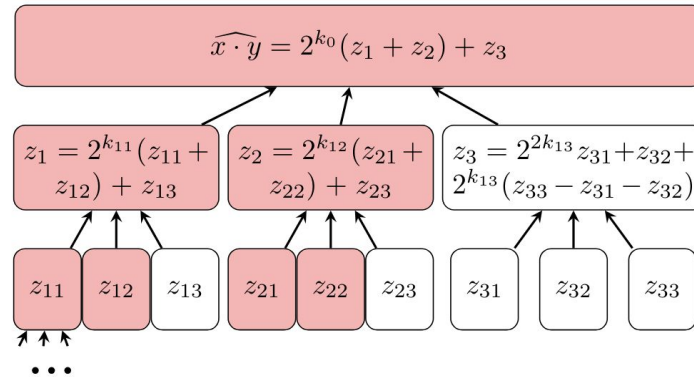 $\widehat{x \cdot y} = 2^{k_0}(z_1 + z_2) + z_3$
$z_1 = 2^{k_{11}}(z_{11} +$
$z_{12}) + z_{13}$
$z_2 = 2^{k_{12}}(z_{21} +$
$z_{22}) + z_{23}$
$z_3 = 2^{2k_{13}}z_{31} + z_{32} +$
$2^{k_{13}}(z_{33} - z_{31} - z_{32})$
$z_{11}$
$z_{12}$
$z_{13}$
$z_{21}$
$z_{22}$
$z_{23}$
$z_{31}$
$z_{32}$
$z_{33}$
•••